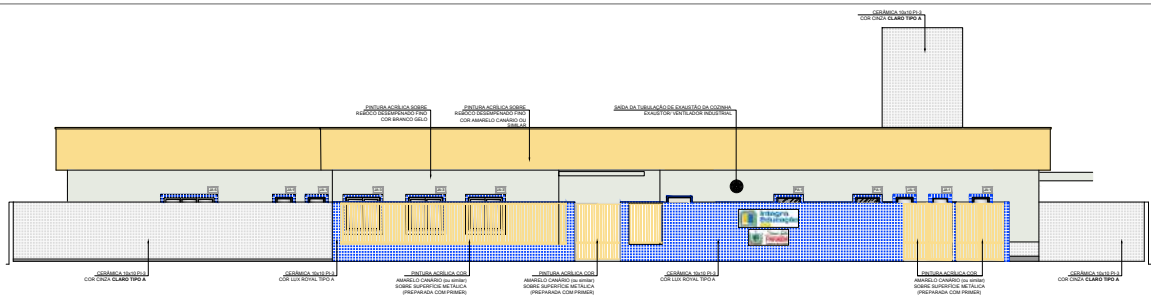 CERÂMICA 10x10 PI-3
COR CINZA CLARO TIPO A
PINTURA ACRÍLICA SOBRE
REBOCO DESEMPENADO FINO
COR BRANCO GELO
PINTURA ACRÍLICA SOBRE
REBOCO DESEMPENADO FINO
COR AMARELO CANÁRIO OU
SIMILAR
SAÍDA DA TUBULAÇÃO DE EXAUSTÃO DA COZINHA
EXAUSTOR/ VENTILADOR INDUSTRIAL
Integra
Educação
CERÂMICA 10x10 PI-3
COR CINZA CLARO TIPO A
CERÂMICA 10x10 PI-3
COR LUX ROYAL TIPO A
PINTURA ACRÍLICA COR
AMARELO CANÁRIO (ou similar)
SOBRE SUPERFÍCIE METÁLICA
(PREPARADA COM PRIMER)
PINTURA ACRÍLICA COR
AMARELO CANÁRIO (ou similar)
SOBRE SUPERFÍCIE METÁLICA
(PREPARADA COM PRIMER)
CERÂMICA 10x10 PI-3
COR LUX ROYAL TIPO A
PINTURA ACRÍLICA COR
AMARELO CANÁRIO (ou similar)
SOBRE SUPERFÍCIE METÁLICA
(PREPARADA COM PRIMER)
CERÂMICA 10x10 PI-3
COR CINZA CLARO TIPO A